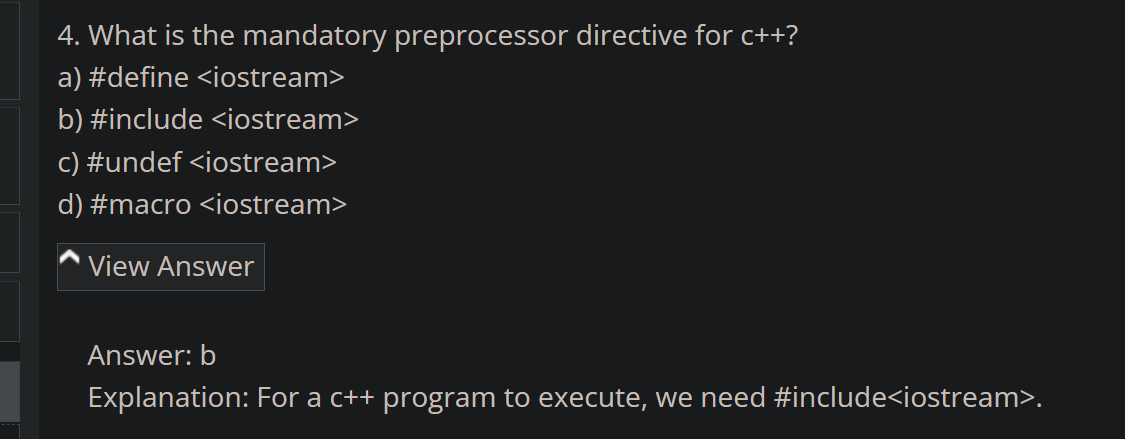 4. What is the mandatory preprocessor directive for c++?
a) #define <iostream>
b) #include <iostream>
c) #undef <iostream>
d) #macro <iostream>
View Answer
Answer: b
Explanation: For a c++ program to execute, we need #include<iostream>.